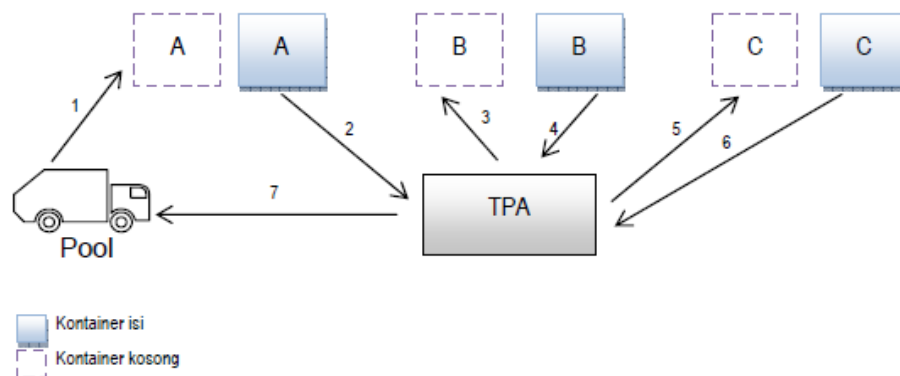 A A B B C C
1 2 3 4 5 6
7
TPA
Pool
Kontainer isi
Kontainer kosong